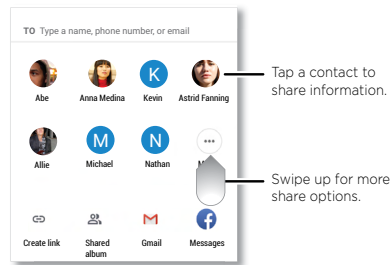 TO Type a name, phone number, or email
Abe Anna Medina Kevin Astrid Fanning
K
Tap a contact to
share information.
M N
Allie Michael Nathan
Swipe up for more
share options.
Create link Shared Gmail Messages
album